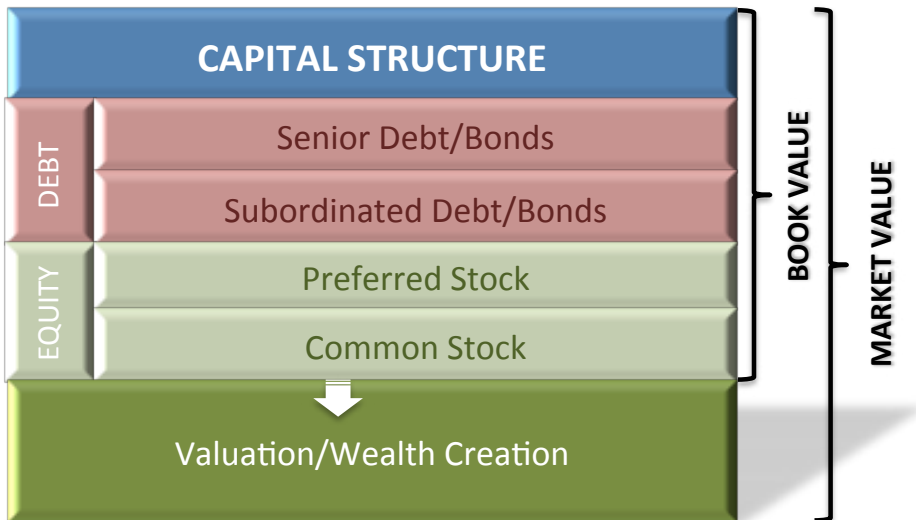 CAPITAL STRUCTURE
DEBT
Senior Debt/Bonds
Subordinated Debt/Bonds
EQUITY
Preferred Stock
Common Stock
Valuation/Wealth Creation
BOOK VALUE
MARKET VALUE